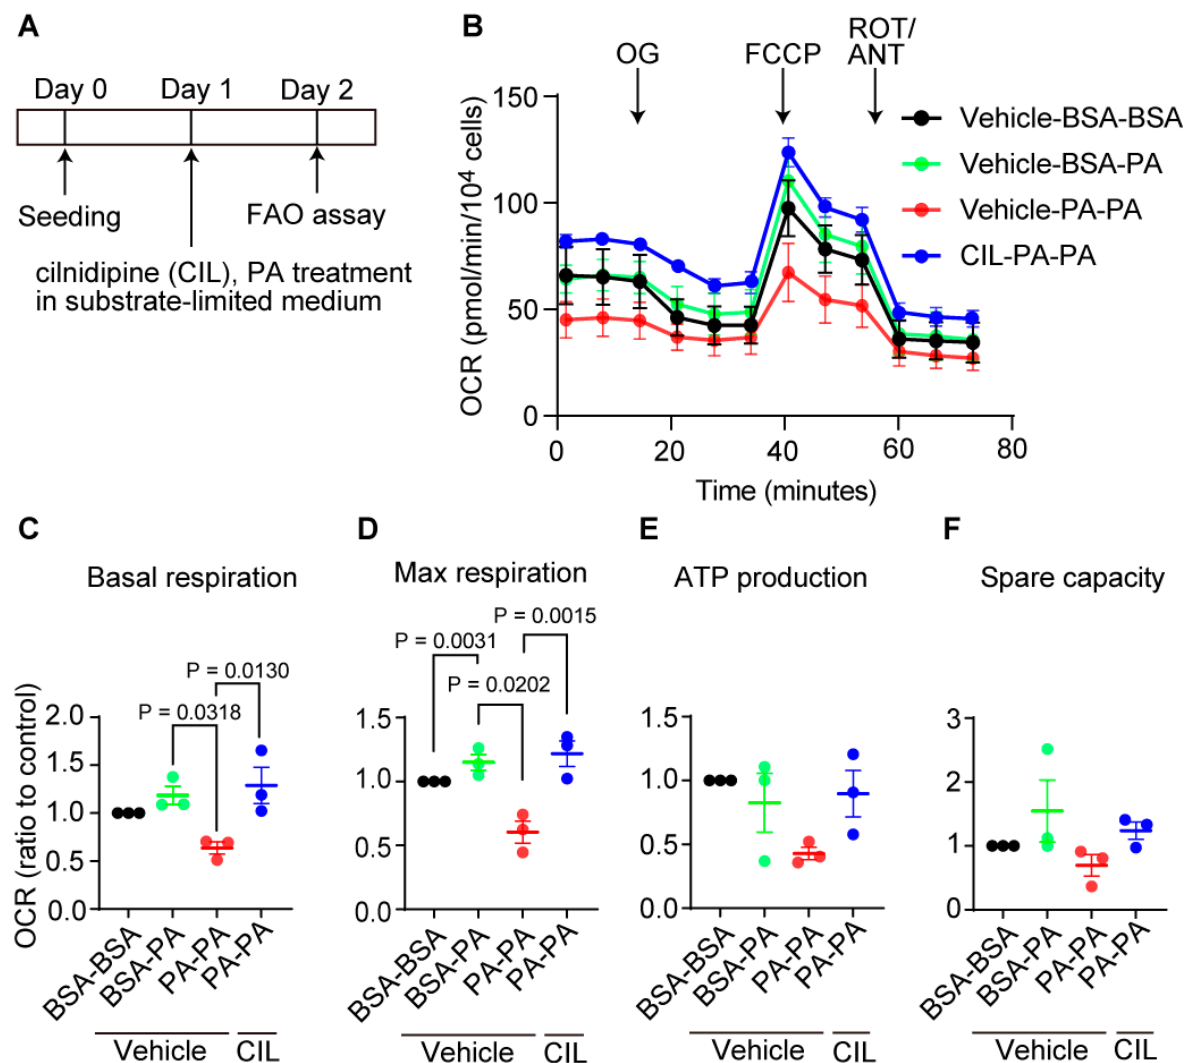 A
Day 0 Day 1 Day 2
Seeding
FAO assay
cilnidipine (CIL), PA treatment
in substrate-limited medium
B
OG
FCCP
ROT/
ANT
OCR (pmol/min/10⁴ cells)
150
100
50
0
0 20 40 60 80
Time (minutes)
Vehicle-BSA-BSA
Vehicle-BSA-PA
Vehicle-PA-PA
CIL-PA-PA
C
Basal respiration
P = 0.0130
P = 0.0318
OCR (ratio to control)
2.0
1.5
1.0
0.5
0.0
BSA-BSA
BSA-PA
PA-PA
PA-PA
Vehicle CIL
D
Max respiration
P = 0.0015
P = 0.0031
P = 0.0202
1.5
1.0
0.5
0.0
BSA-BSA
BSA-PA
PA-PA
PA-PA
Vehicle CIL
E
ATP production
1.5
1.0
0.5
0.0
BSA-BSA
BSA-PA
PA-PA
PA-PA
Vehicle CIL
F
Spare capacity
3
2
1
0
BSA-BSA
BSA-PA
PA-PA
PA-PA
Vehicle CIL